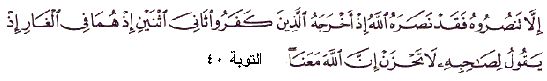 إِلَّا تَنصُرُوهُ فَقَدْ نَصَرَهُ اللَّهُ إِذْ أَخْرَجَهُ الَّذِينَ كَفَرُوا ثَانِيَ اثْنَيْنِ إِذْ هُمَا فِي الْغَارِ إِذْ
يَقُولُ لِصَاحِبِهِ لَا تَحْزَنْ إِنَّ اللَّهَ مَعَنَا التوبة ٤٠